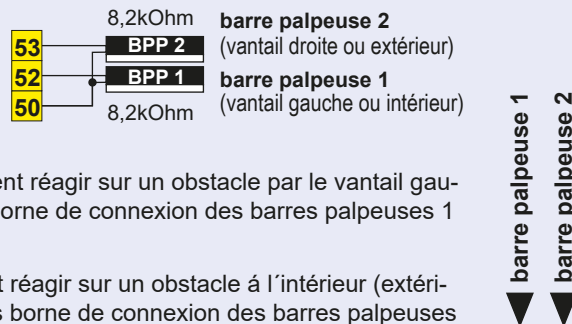 8,2kOhm
barre palpeuse 2
53
BPP 2
(vantail droite ou extérieur)
52
BPP 1
barre palpeuse 1
50
8,2kOhm
(vantail gauche ou intérieur)
nt réagir sur un obstacle par le vantail gau-
orne de connexion des barres palpeuses 1
réagir sur un obstacle á l´intérieur (extéri-
borne de connexion des barres palpeuses
barre palpeuse 1
barre palpeuse 2